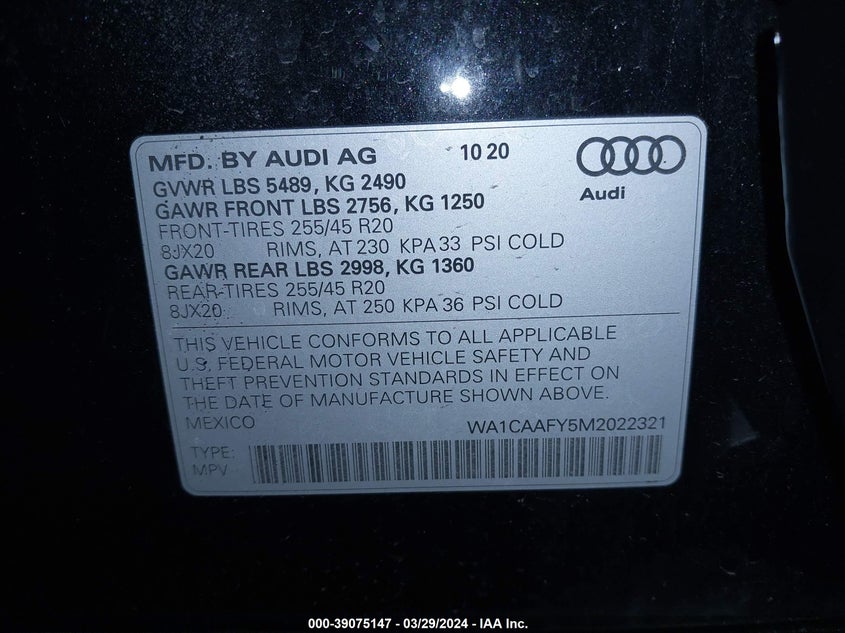 MFD. BY AUDI AG 10 20
Audi
GVWR LBS 5489, KG 2490
GAWR FRONT LBS 2756, KG 1250
FRONT-TIRES 255/45 R20
8JX20 RIMS, AT 230 KPA 33 PSI COLD
GAWR REAR LBS 2998, KG 1360
REAR-TIRES 255/45 R20
8JX20 RIMS, AT 250 KPA 36 PSI COLD
THIS VEHICLE CONFORMS TO ALL APPLICABLE
U.S. FEDERAL MOTOR VEHICLE SAFETY AND
THEFT PREVENTION STANDARDS IN EFFECT ON
THE DATE OF MANUFACTURE SHOWN ABOVE.
MEXICO WA1CAAFY5M2022321
TYPE:
MPV
000-39075147 - 03/29/2024 - IAA Inc.